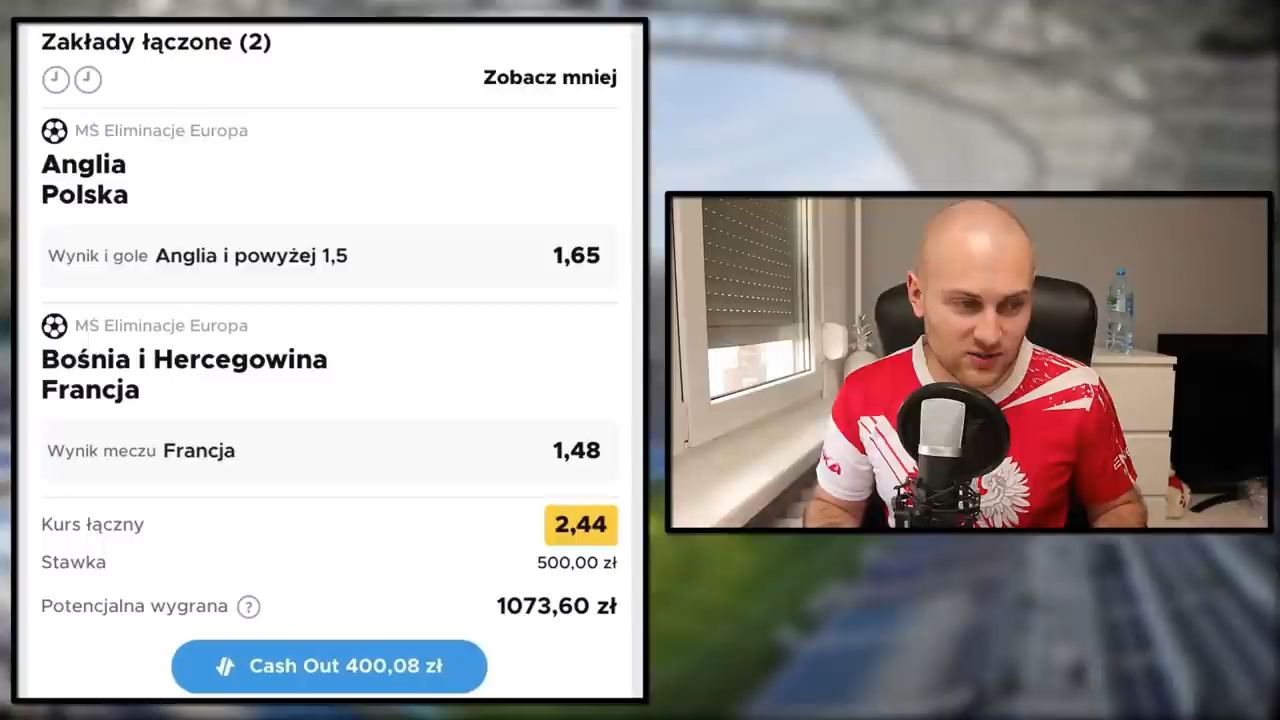 Zakłady łączone (2)
Zobacz mniej
MŚ Eliminacje Europa
Anglia
Polska
Wynik i gole Anglia i powyżej 1,5 1,65
MŚ Eliminacje Europa
Bośnia i Hercegowina
Francja
Wynik meczu Francja 1,48
Kurs łączny 2,44
Stawka 500,00 zł
Potencjalna wygrana ? 1073,60 zł
Cash Out 400,08 zł